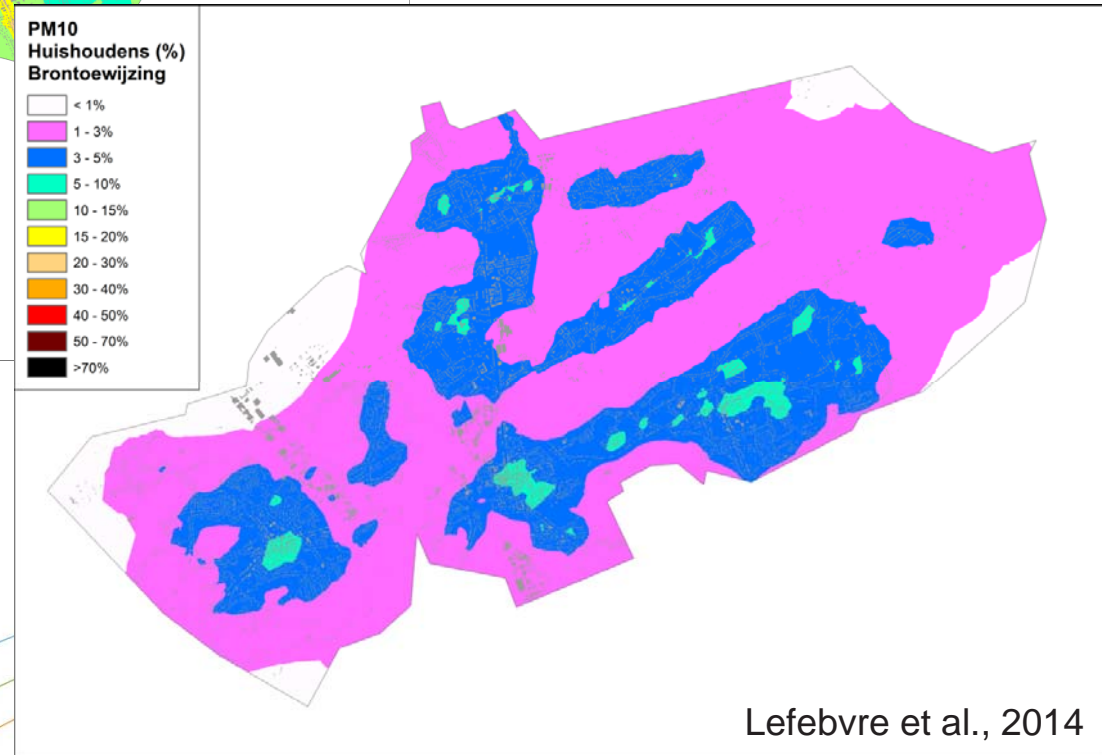 PM10
Huishoudens (%)
Brontoewijzing
< 1%
1 - 3%
3 - 5%
5 - 10%
10 - 15%
15 - 20%
20 - 30%
30 - 40%
40 - 50%
50 - 70%
>70%
Lefebvre et al., 2014